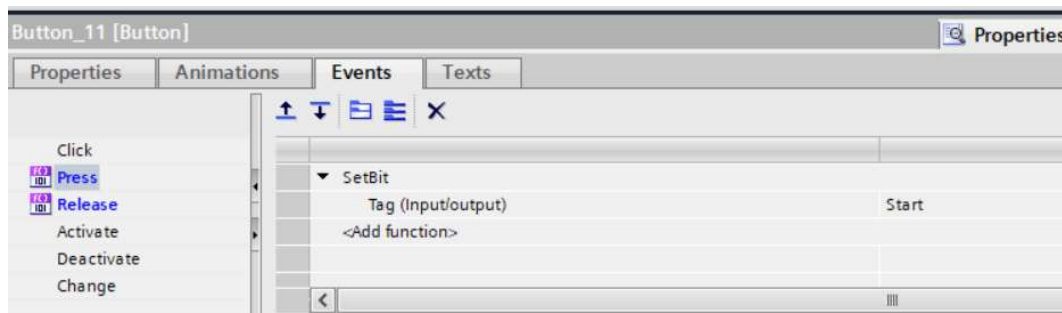 Button_11 [Button]
Properties
Properties Animations Events Texts
Click
Press
Release
Activate
Deactivate
Change
SetBit
Tag (Input/output) Start
<Add function>